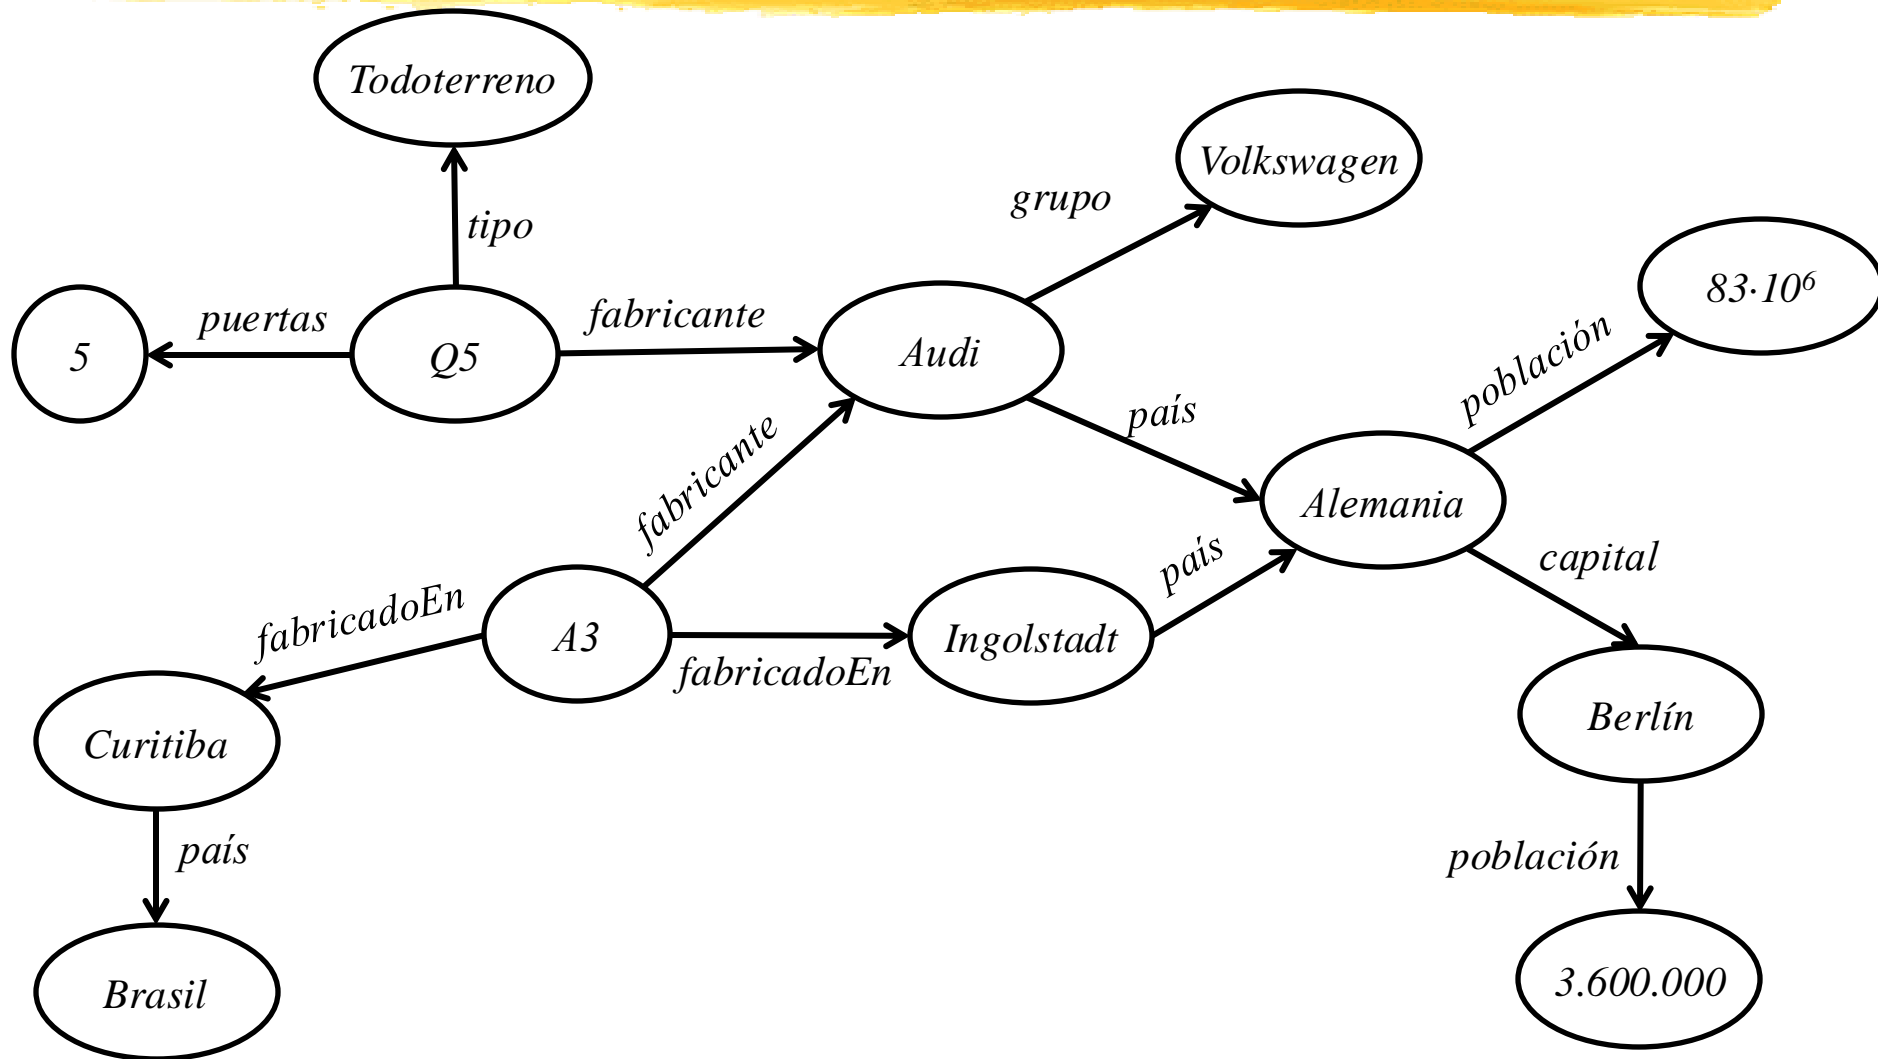 Todoterreno
Volkswagen
grupo
tipo
83·10⁶
puertas
fabricante
población
5
Q5
Audi
país
fabricante
Alemania
país
capital
fabricadoEn
A3
Ingolstadt
fabricadoEn
Curitiba
Berlín
país
población
Brasil
3.600.000